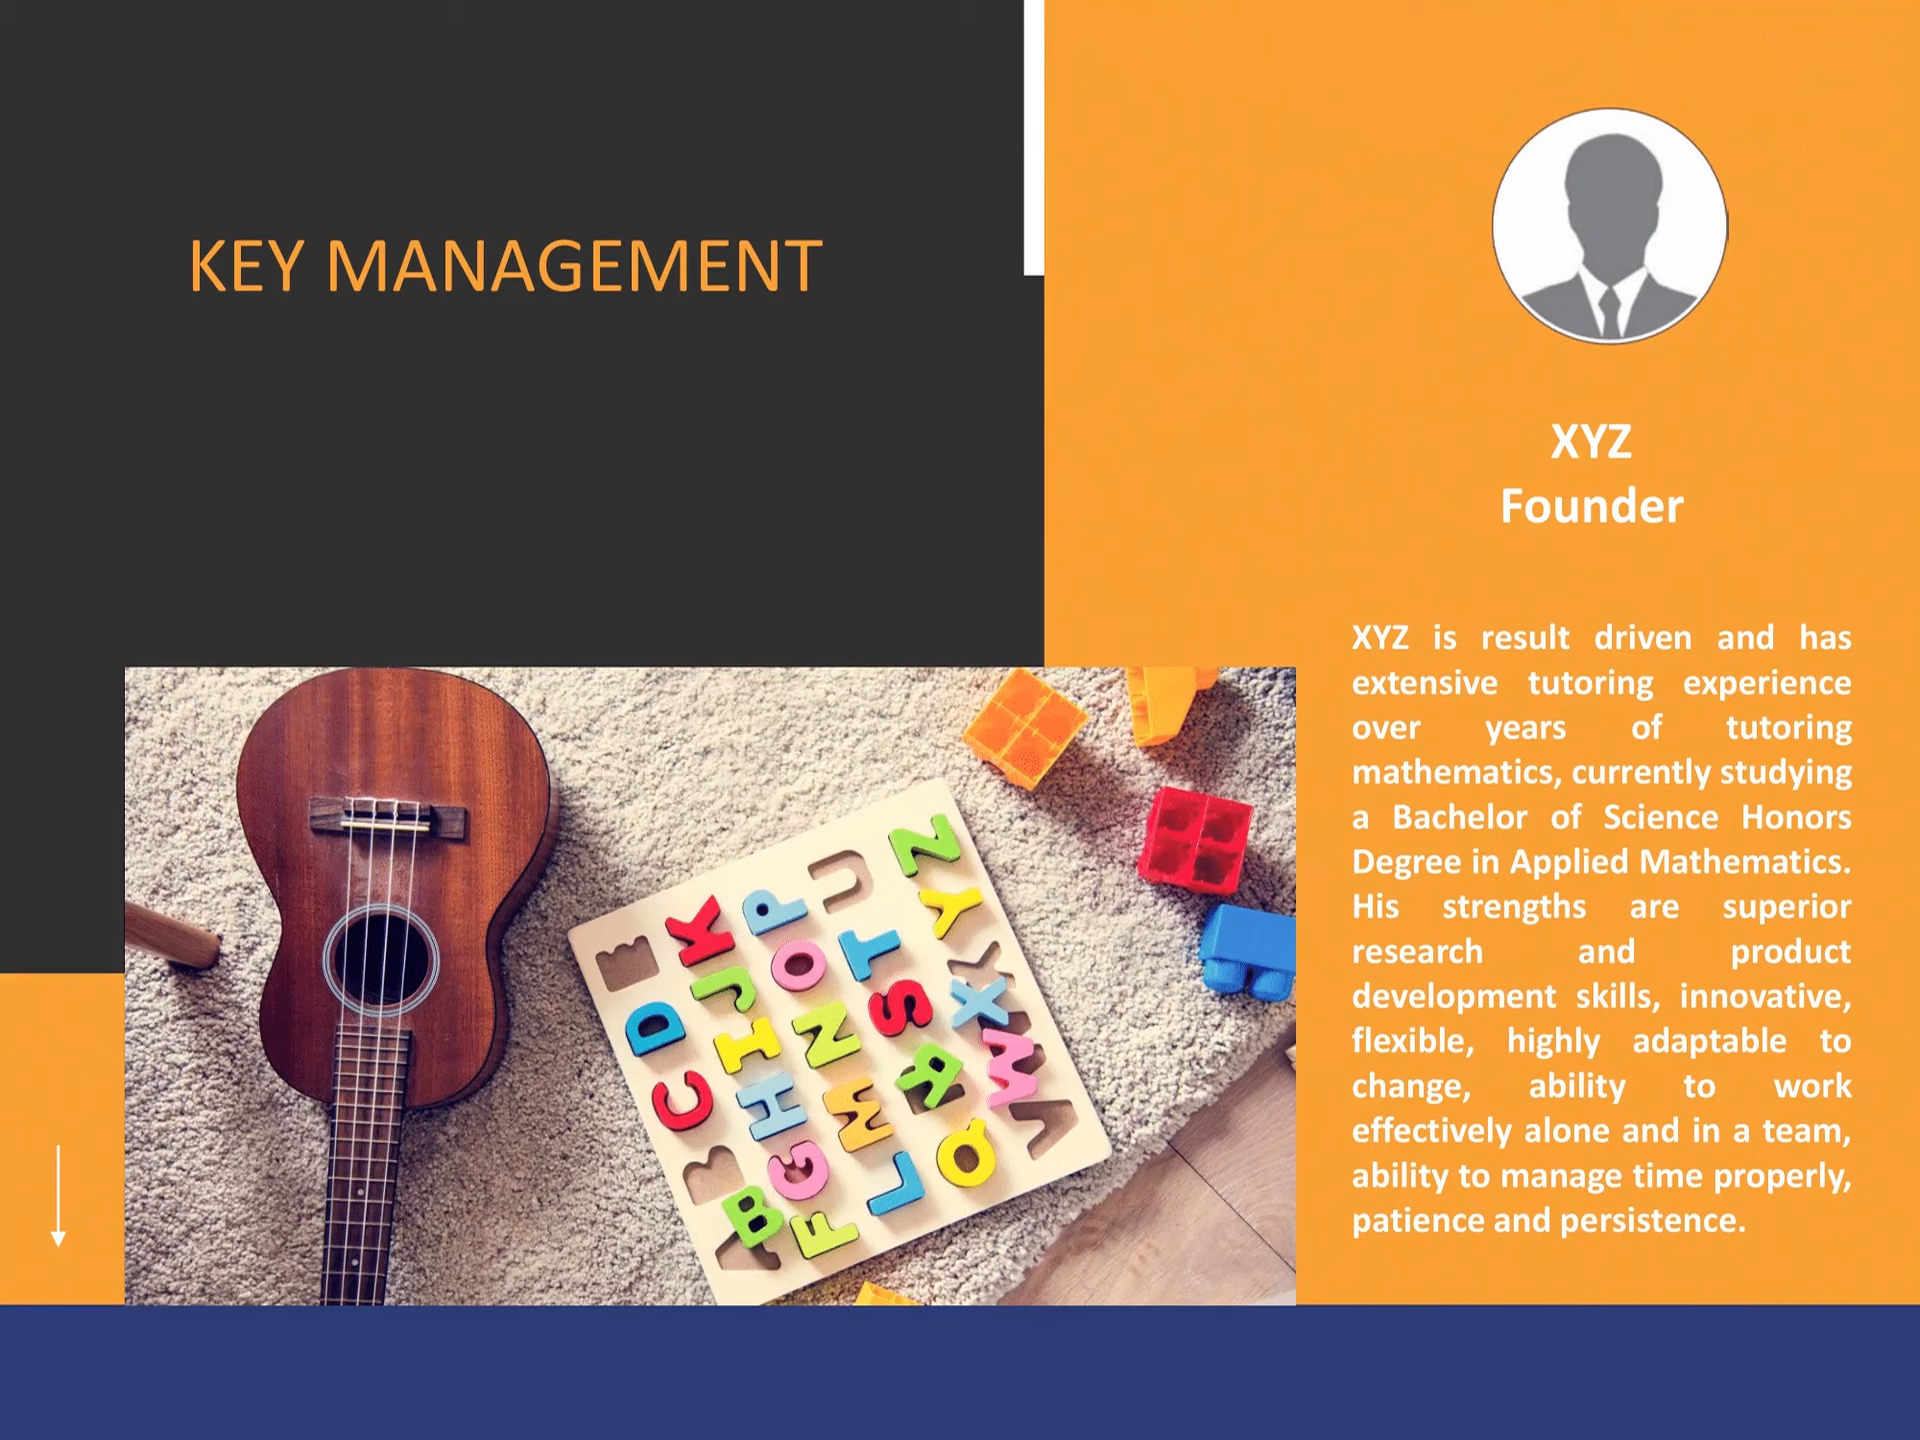 KEY MANAGEMENT
XYZ
Founder
XYZ is result driven and has
extensive tutoring experience
over years of tutoring
mathematics, currently studying
a Bachelor of Science Honors
Degree in Applied Mathematics.
His strengths are superior
research and product
development skills, innovative,
flexible, highly adaptable to
change, ability to work
effectively alone and in a team,
ability to manage time properly,
patience and persistence.
K P U Z
D J O T Y
C I N S X
H M R W
B G L Q V
A F